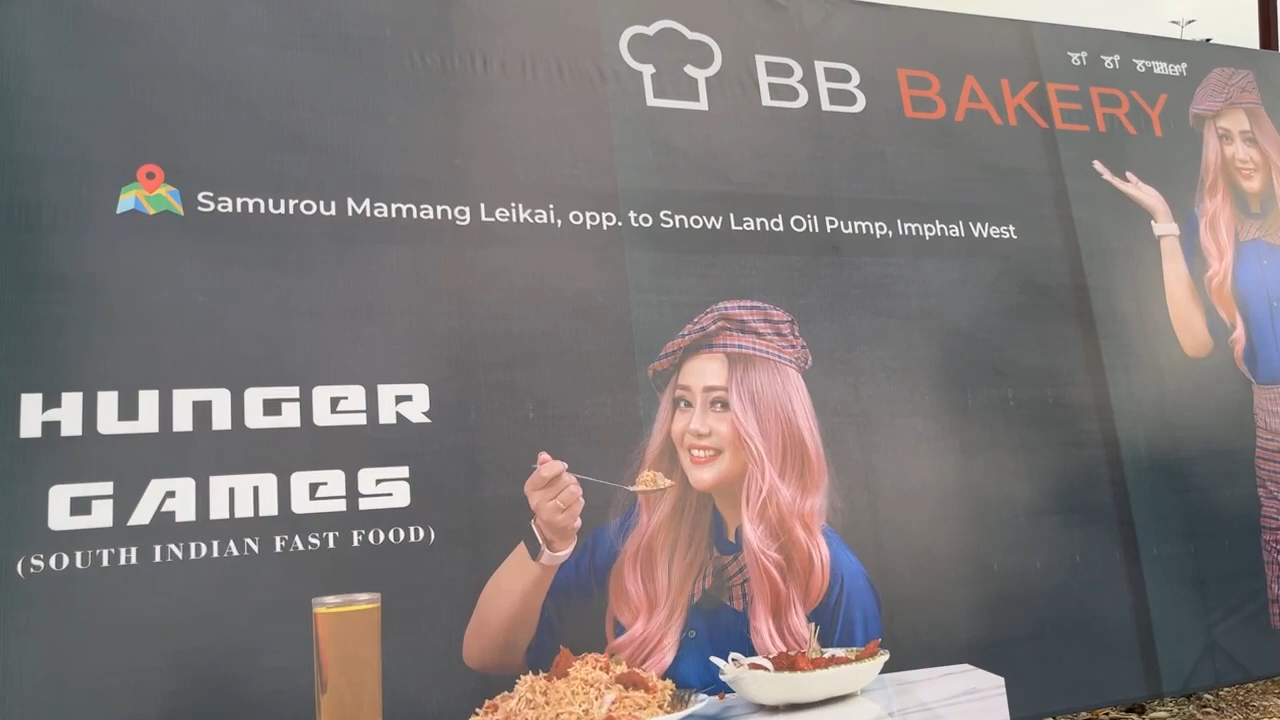 BB BAKERY
ꯕꯤ ꯕꯤ
Samurou Mamang Leikai, opp. to Snow Land Oil Pump, Imphal West
HUNGER
GAMES
(SOUTH INDIAN FAST FOOD)